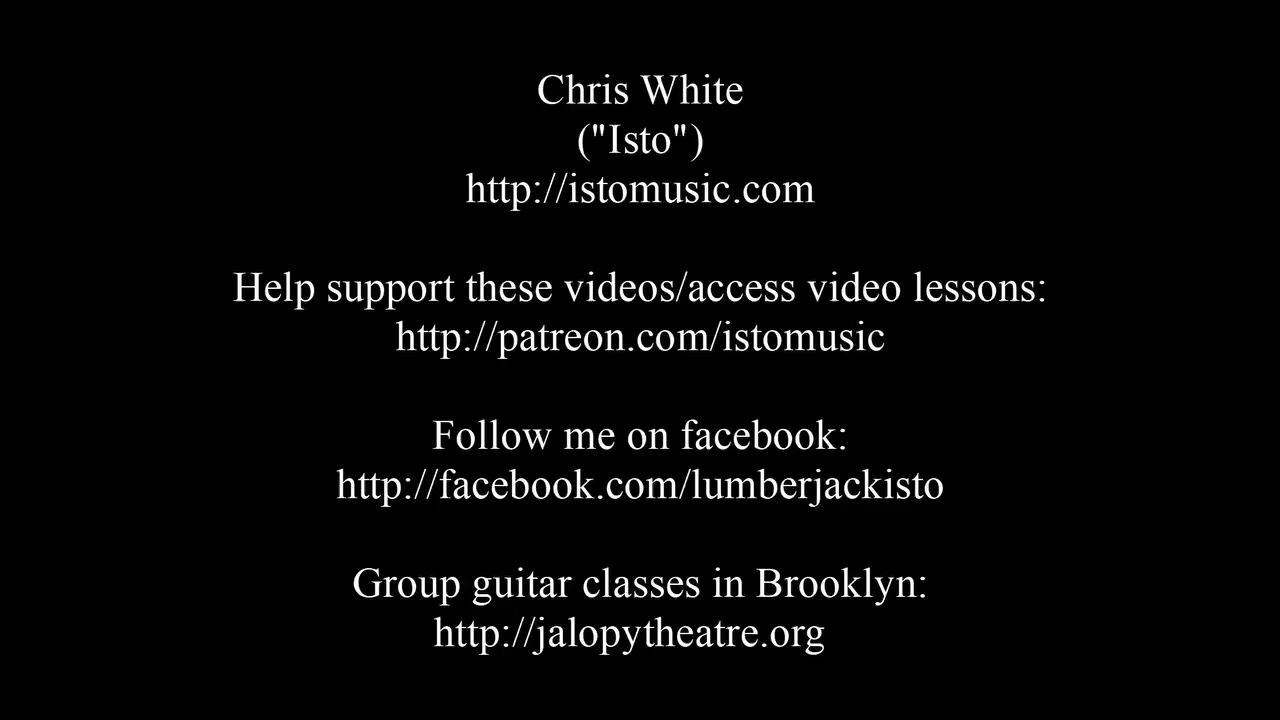 Chris White
("Isto")
http://istomusic.com
Help support these videos/access video lessons:
http://patreon.com/istomusic
Follow me on facebook:
http://facebook.com/lumberjackisto
Group guitar classes in Brooklyn:
http://jalopytheatre.org